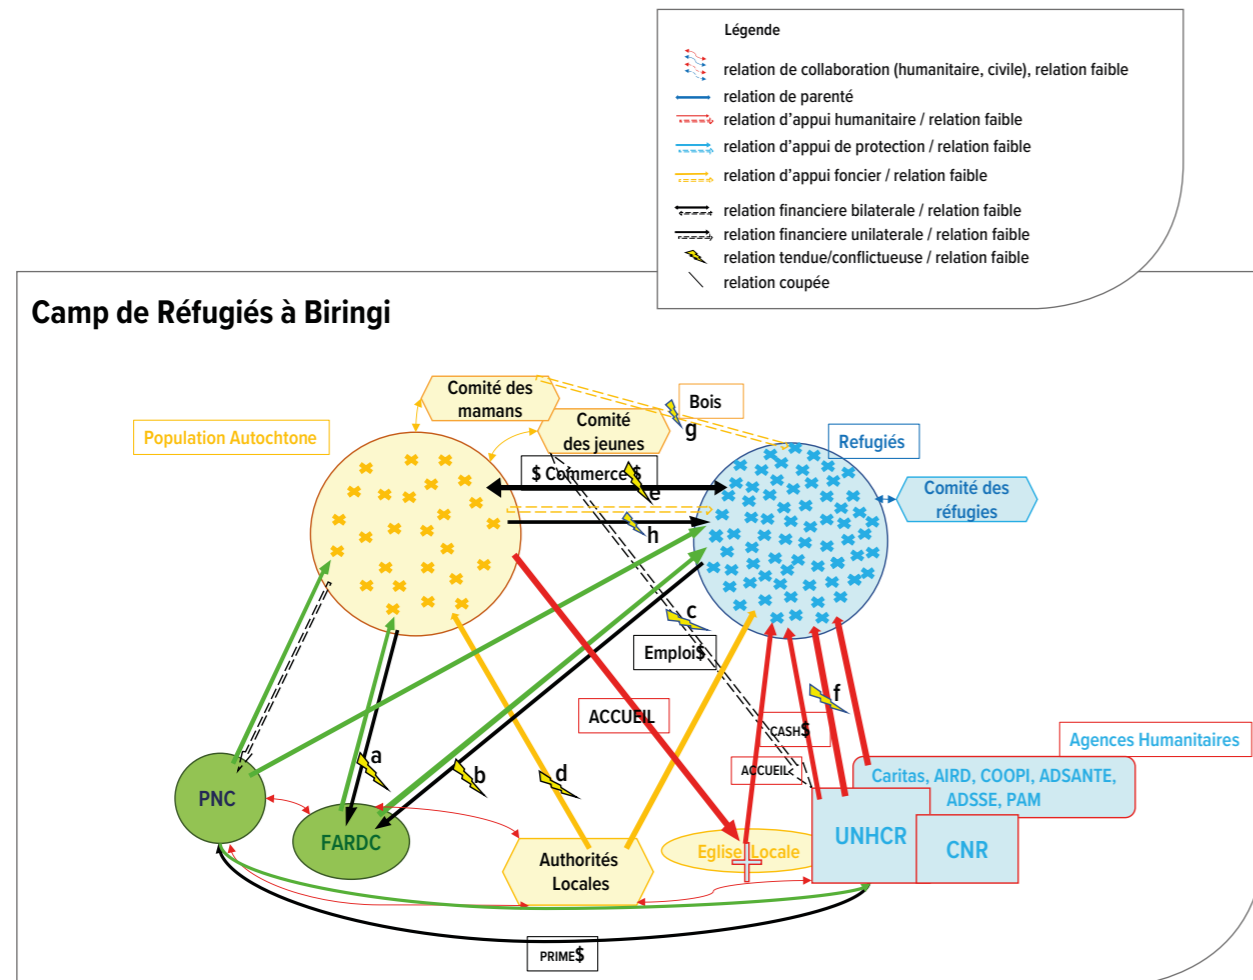 Légende
relation de collaboration (humanitaire, civile), relation faible
relation de parenté
relation d'appui humanitaire / relation faible
relation d'appui de protection / relation faible
relation d'appui foncier / relation faible
relation financiere bilaterale / relation faible
relation financiere unilaterale / relation faible
relation tendue/conflictueuse / relation faible
relation coupée
Camp de Réfugiés à Biringi
Comité des
mamans
Bois
g
Comité
des jeunes
Population Autochtone
Refugiés
$ Commerce $
e
Comité des
réfugies
h
c
Emploi$
ACCUEIL
f
CASH$
Agences Humanitaires
a
b
d
ACCUEIL
Caritas, AIRD, COOPI, ADSANTE,
ADSSE, PAM
PNC
FARDC
UNHCR
CNR
Eglise Locale
Authorités
Locales
PRIME$